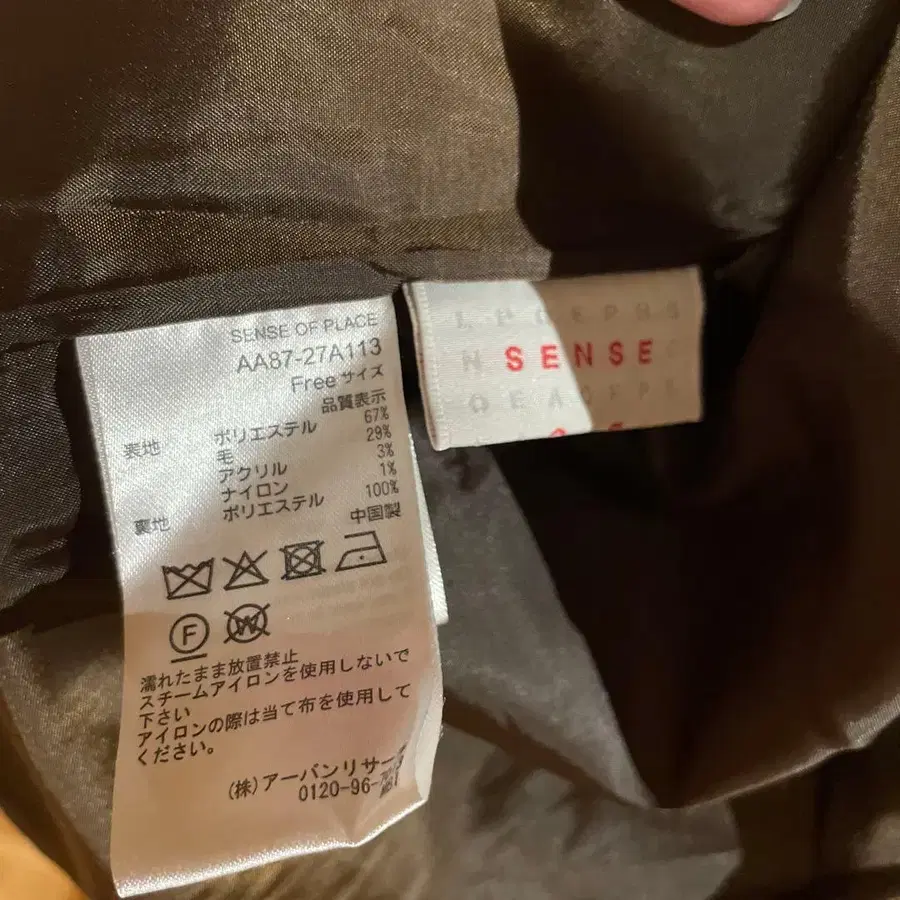 SENSE OF PLACE
AA87-27A113
Free サイズ
品質表示
表地 ポリエステル 67%
毛 29%
アクリル 3%
ナイロン 1%
裏地 ポリエステル 100%
中国製
F W
濡れたまま放置禁止
スチームアイロンを使用しないで
下さい
アイロンの際は当て布を使用して
ください。
(株)アーバンリサー
0120-96-
SENSE